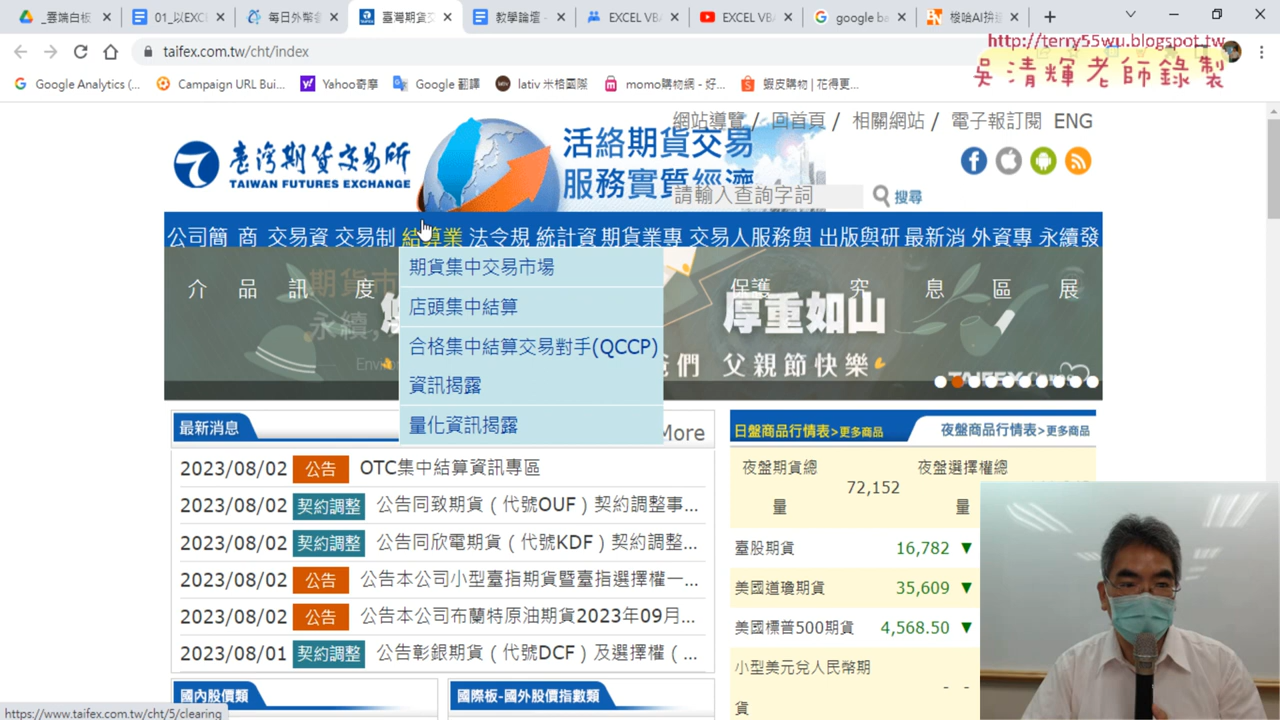 _雲端白板
01_以EXCE
每日外幣參
臺灣期貨交
教學論壇 -
EXCEL VBA
EXCEL VBA
google ba
梭哈AI拚
taifex.com.tw/cht/index
http://terry55wu.blogspot.tw
吳清輝老師錄製
Google Analytics (...
Campaign URL Bui...
Yahoo奇摩
Google 翻譯
lativ 米格國際
momo購物網 - 好...
蝦皮購物 | 花得更...
網站導覽 / 回首頁 / 相關網站 / 電子報訂閱 ENG
臺灣期貨交易所
TAIWAN FUTURES EXCHANGE
活絡期貨交易
服務實質經濟
請輸入查詢字詞
搜尋
公司簡介
商品
交易資訊
交易制度
結算業
法令規
統計資
期貨業專
交易人服務與保護
出版與研究
最新消息
外資專區
永續發展
期貨集中交易市場
店頭集中結算
合格集中結算交易對手(QCCP)
資訊揭露
量化資訊揭露
期貨市
永續,
Enviro
厚重如山
爸們 父親節快樂
最新消息
More
2023/08/02 公告 OTC集中結算資訊專區
2023/08/02 契約調整 公告同致期貨（代號OUF）契約調整事...
2023/08/02 契約調整 公告同欣電期貨（代號KDF）契約調整...
2023/08/02 公告 公告本公司小型臺指期貨暨臺指選擇權一...
2023/08/02 公告 公告本公司布蘭特原油期貨2023年09月...
2023/08/01 契約調整 公告彰銀期貨（代號DCF）及選擇權（...
日盤商品行情表>更多商品
夜盤商品行情表>更多商品
夜盤期貨總量 72,152
夜盤選擇權總量
臺股期貨 16,782 ▼
美國道瓊期貨 35,609 ▼
美國標普500期貨 4,568.50 ▼
小型美元兌人民幣期貨 - -
國內股價類
國際板-國外股價指數類
https://www.taifex.com.tw/cht/5/clearing